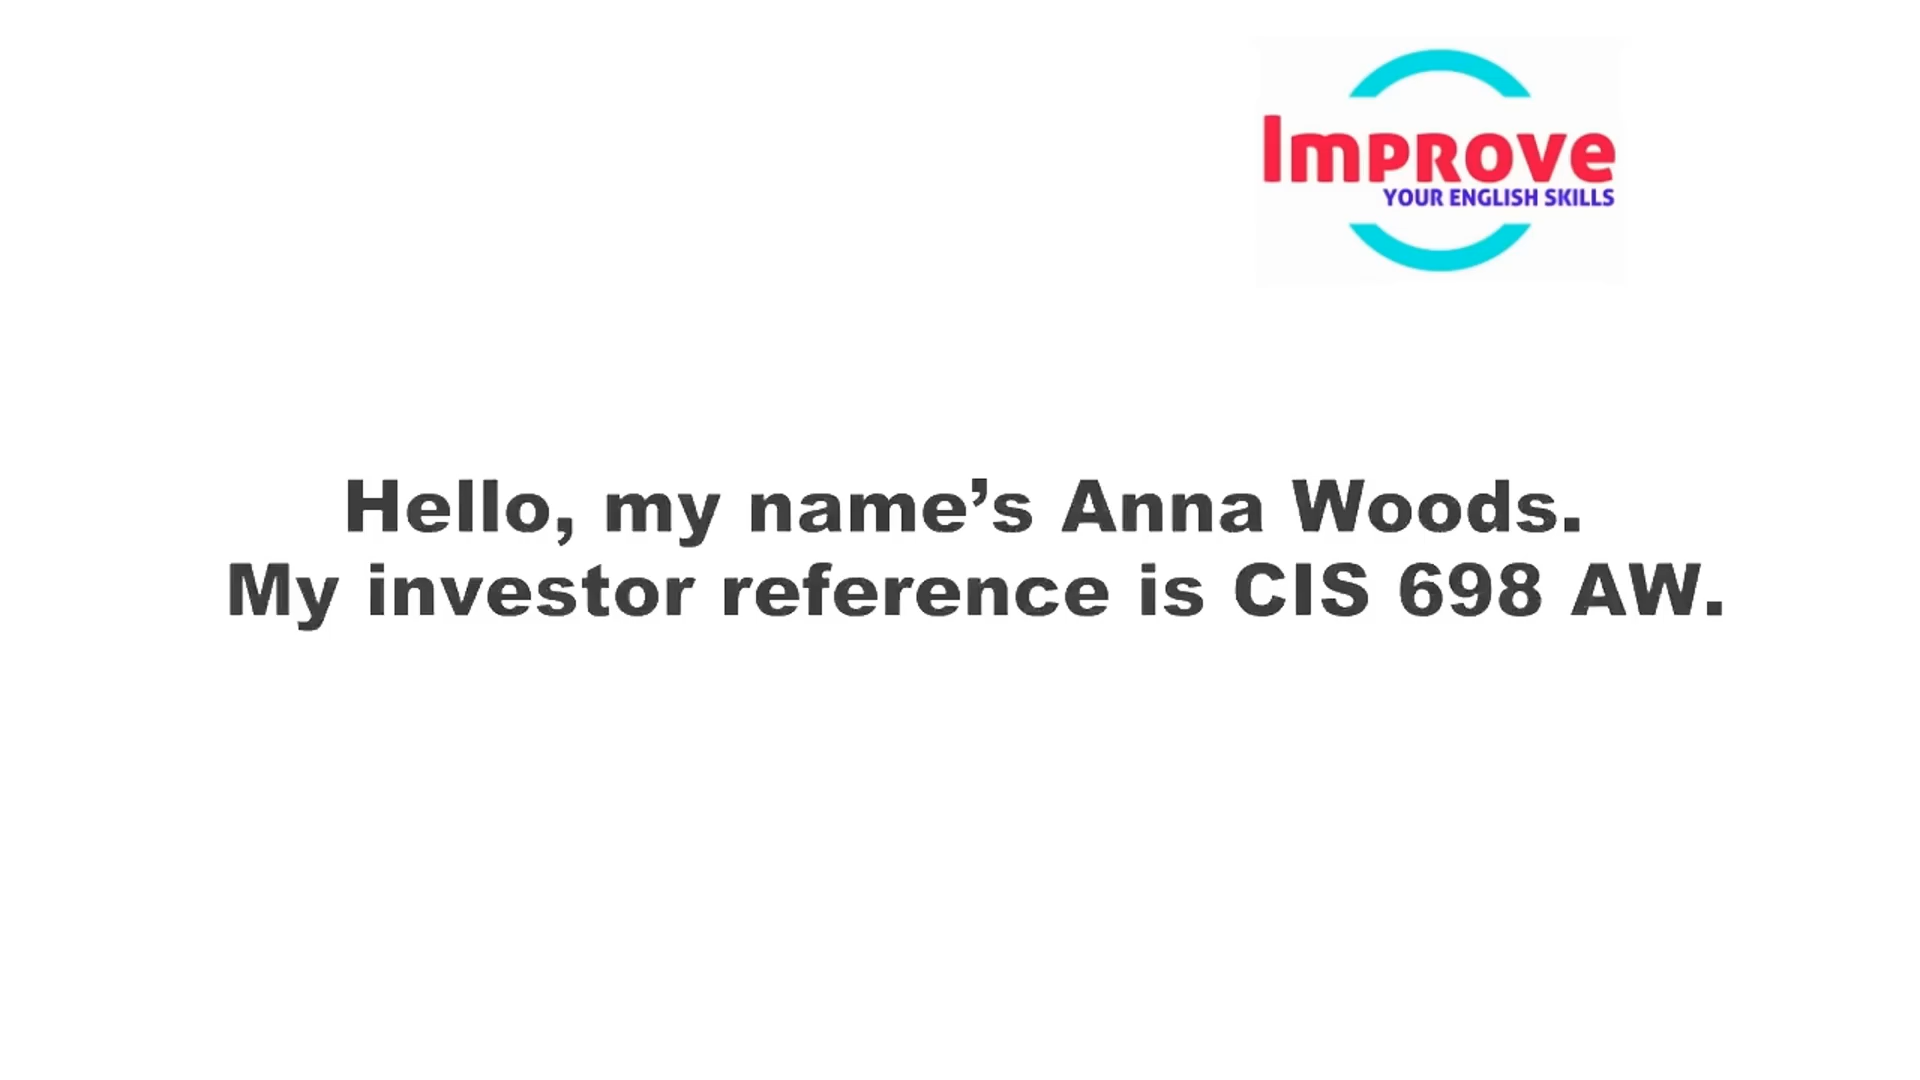 Improve
YOUR ENGLISH SKILLS
Hello, my name’s Anna Woods.
My investor reference is CIS 698 AW.